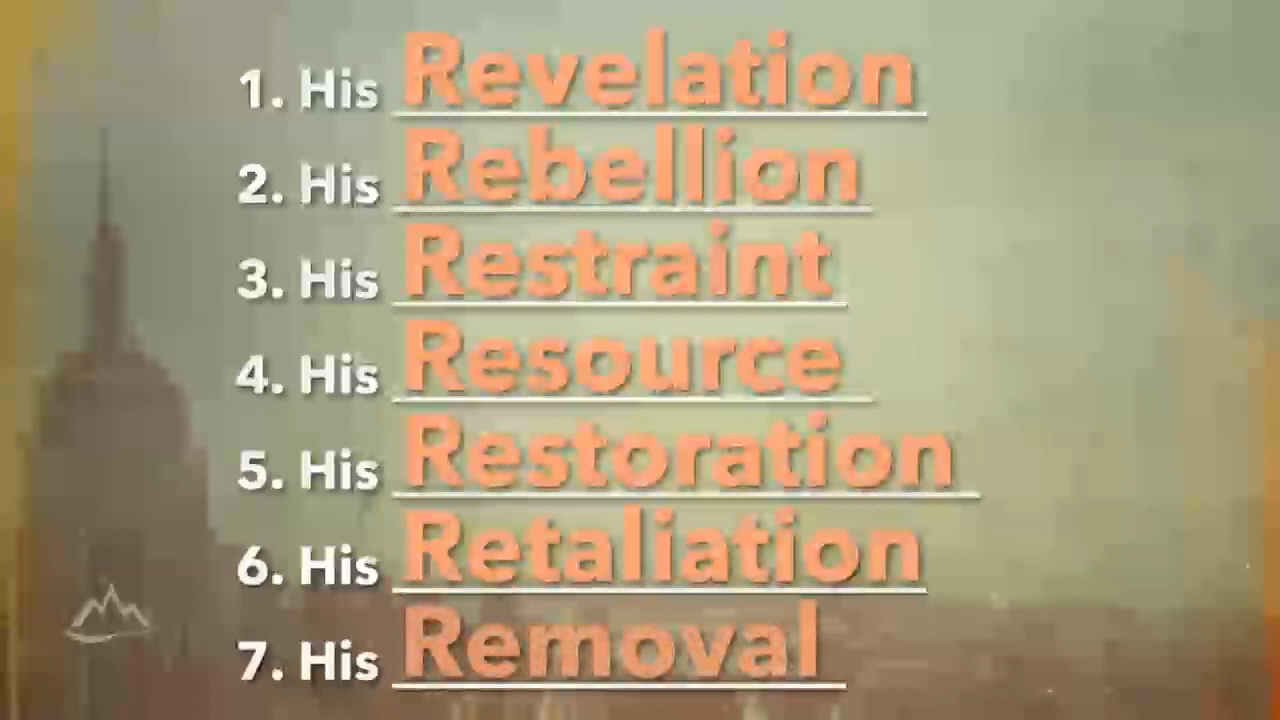 1. His Revelation
2. His Rebellion
3. His Restraint
4. His Resource
5. His Restoration
6. His Retaliation
7. His Removal